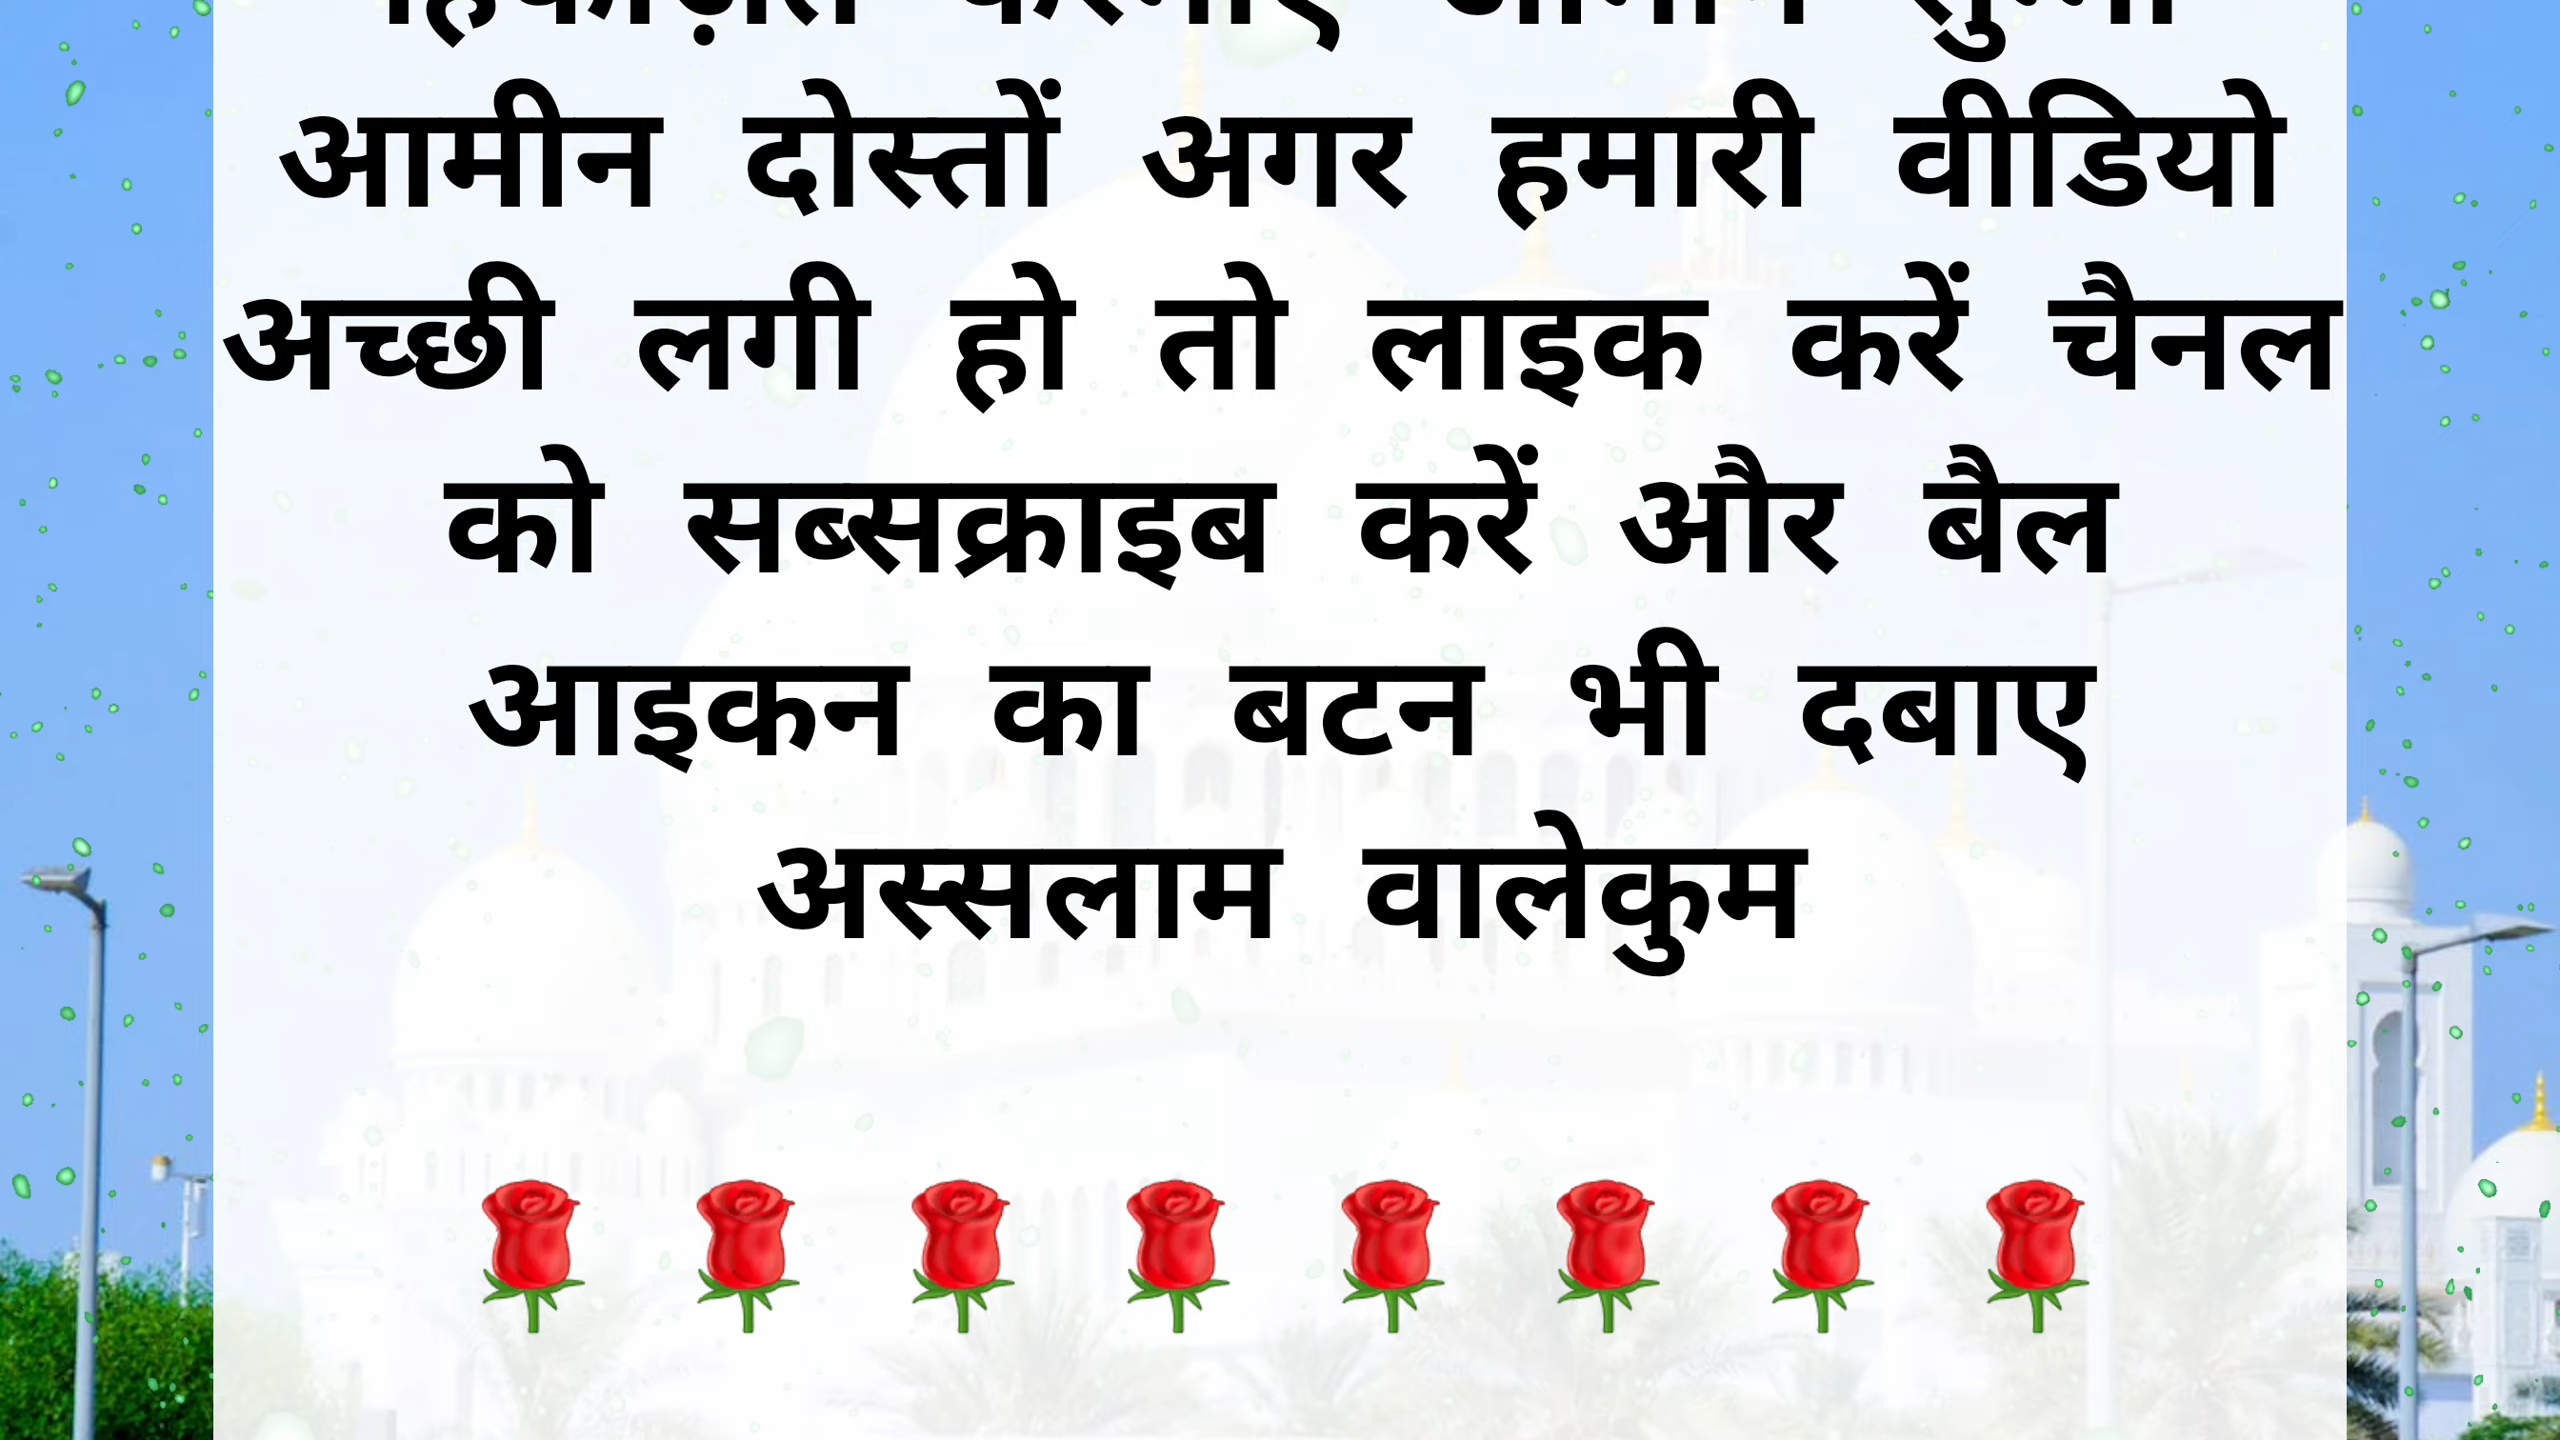 आमीन दोस्तों अगर हमारी वीडियो
अच्छी लगी हो तो लाइक करें चैनल
को सब्सक्राइब करें और बैल
आइकन का बटन भी दबाए
अस्सलाम वालेकुम
🌹 🌹 🌹 🌹 🌹 🌹 🌹 🌹